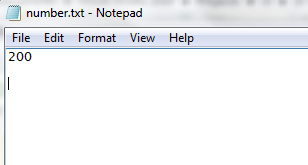 number.txt - Notepad
File Edit Format View Help
200